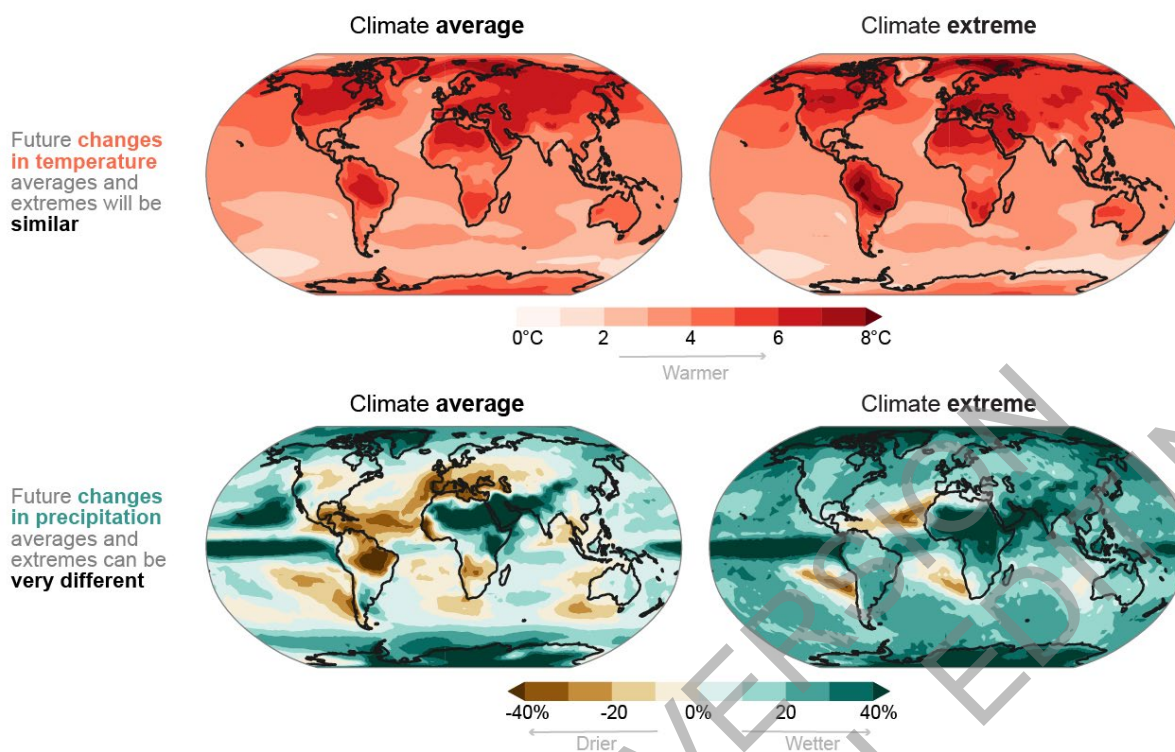 Climate average
Climate extreme
Future changes
in temperature
averages and
extremes will be
similar
0°C 2 4 6 8°C
Warmer
Climate average
Climate extreme
Future changes
in precipitation
averages and
extremes can be
very different
-40% -20 0% 20 40%
Drier Wetter